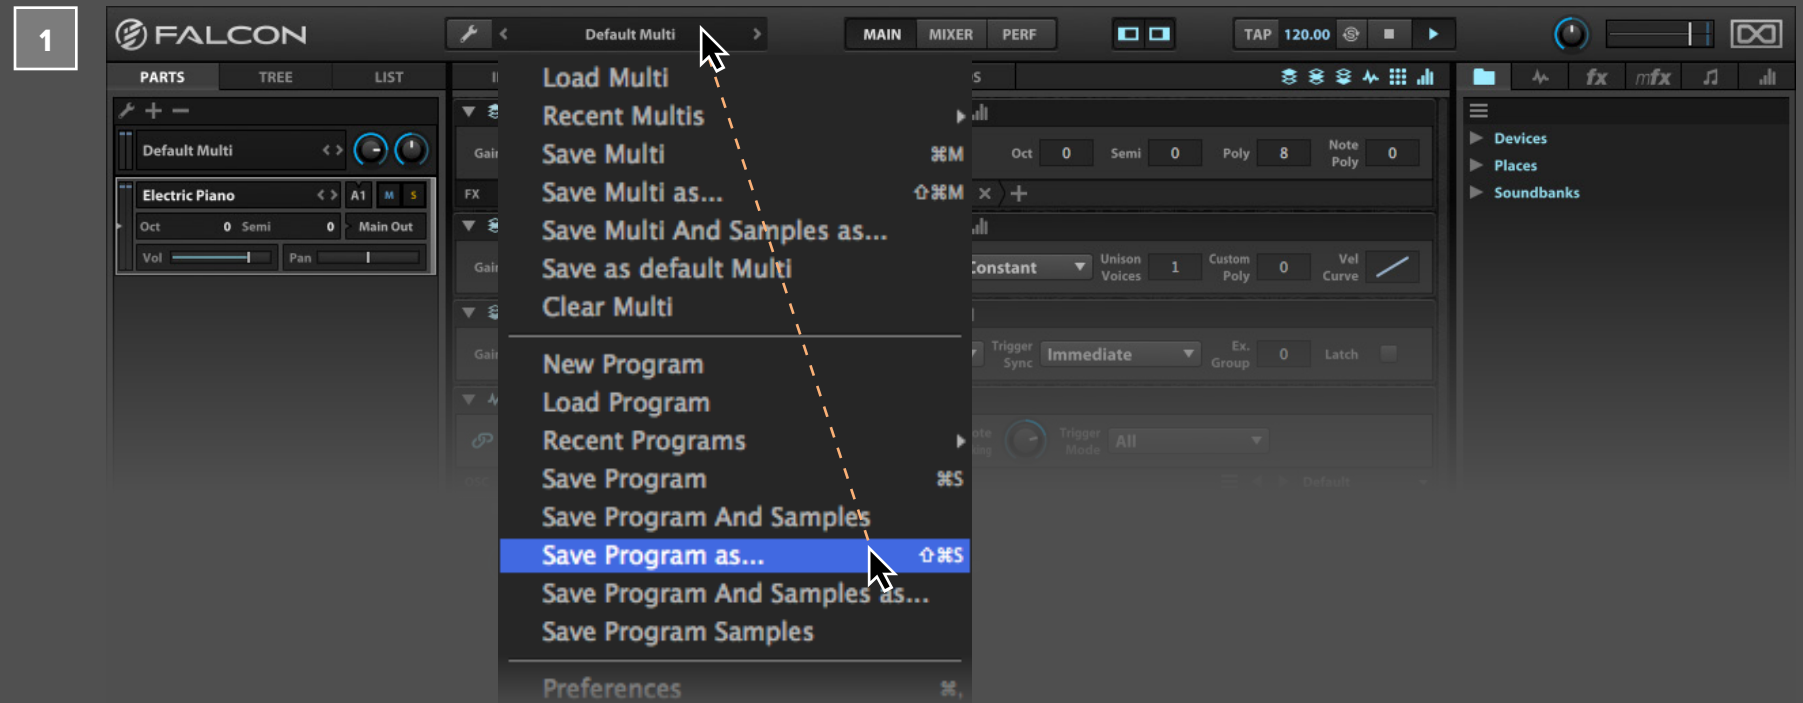 1
FALCON
Default Multi
MAIN MIXER PERF
TAP 120.00
PARTS TREE LIST
fx mfx
Load Multi
Recent Multis
Save Multi ⌘M
Save Multi as... ⇧⌘M
Save Multi And Samples as...
Save as default Multi
Clear Multi
New Program
Load Program
Recent Programs
Save Program ⌘S
Save Program And Samples
Save Program as... ⇧⌘S
Save Program And Samples as...
Save Program Samples
Preferences ⌘,
Default Multi
Electric Piano A1 M S
Oct 0 Semi 0 Main Out
Vol Pan
Oct 0 Semi 0 Poly 8 Note Poly 0
FX
Constant Unison Voices 1 Custom Poly 0 Vel Curve
Trigger Sync Immediate Ex. Group 0 Latch
Trigger Mode All
Default
Devices
Places
Soundbanks